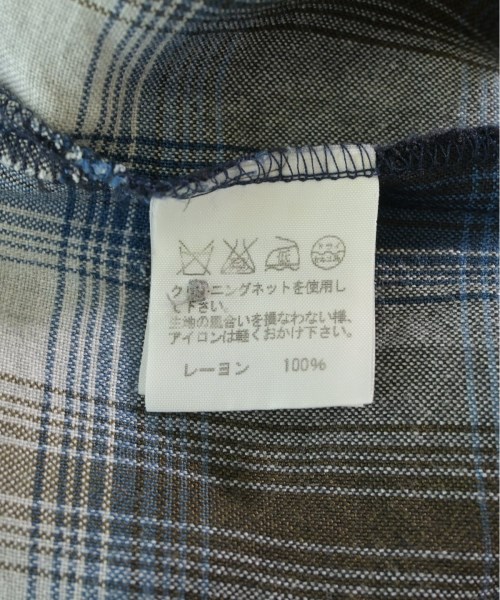 クリーニングネットを使用し
て下さい。
生地の風合いを損なわない様、
アイロンは軽くおかけ下さい。
レーヨン 100%